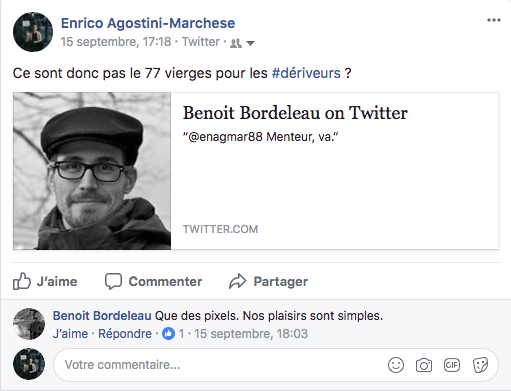 Enrico Agostini-Marchese
15 septembre, 17:18 · Twitter ·
Ce sont donc pas le 77 vierges pour les #dériveurs ?
Benoit Bordeleau on Twitter
“@enagmar88 Menteur, va.”
TWITTER.COM
J’aime Commenter Partager
Benoit Bordeleau Que des pixels. Nos plaisirs sont simples.
J’aime · Répondre · 1 · 15 septembre, 18:03
Votre commentaire... GIF